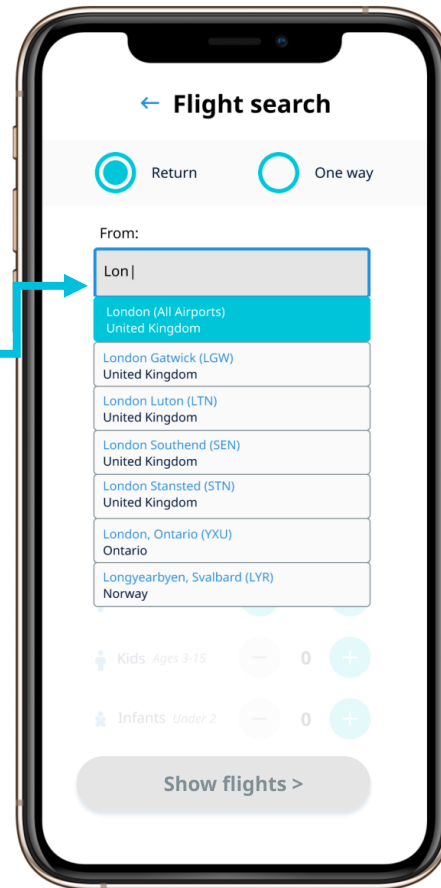 ← Flight search
Return One way
From:
Lon|
London (All Airports)
United Kingdom
London Gatwick (LGW)
United Kingdom
London Luton (LTN)
United Kingdom
London Southend (SEN)
United Kingdom
London Stansted (STN)
United Kingdom
London, Ontario (YXU)
Ontario
Longyearbyen, Svalbard (LYR)
Norway
Kids Ages 3-15 — 0 +
Infants Under 2 — 0 +
Show flights >